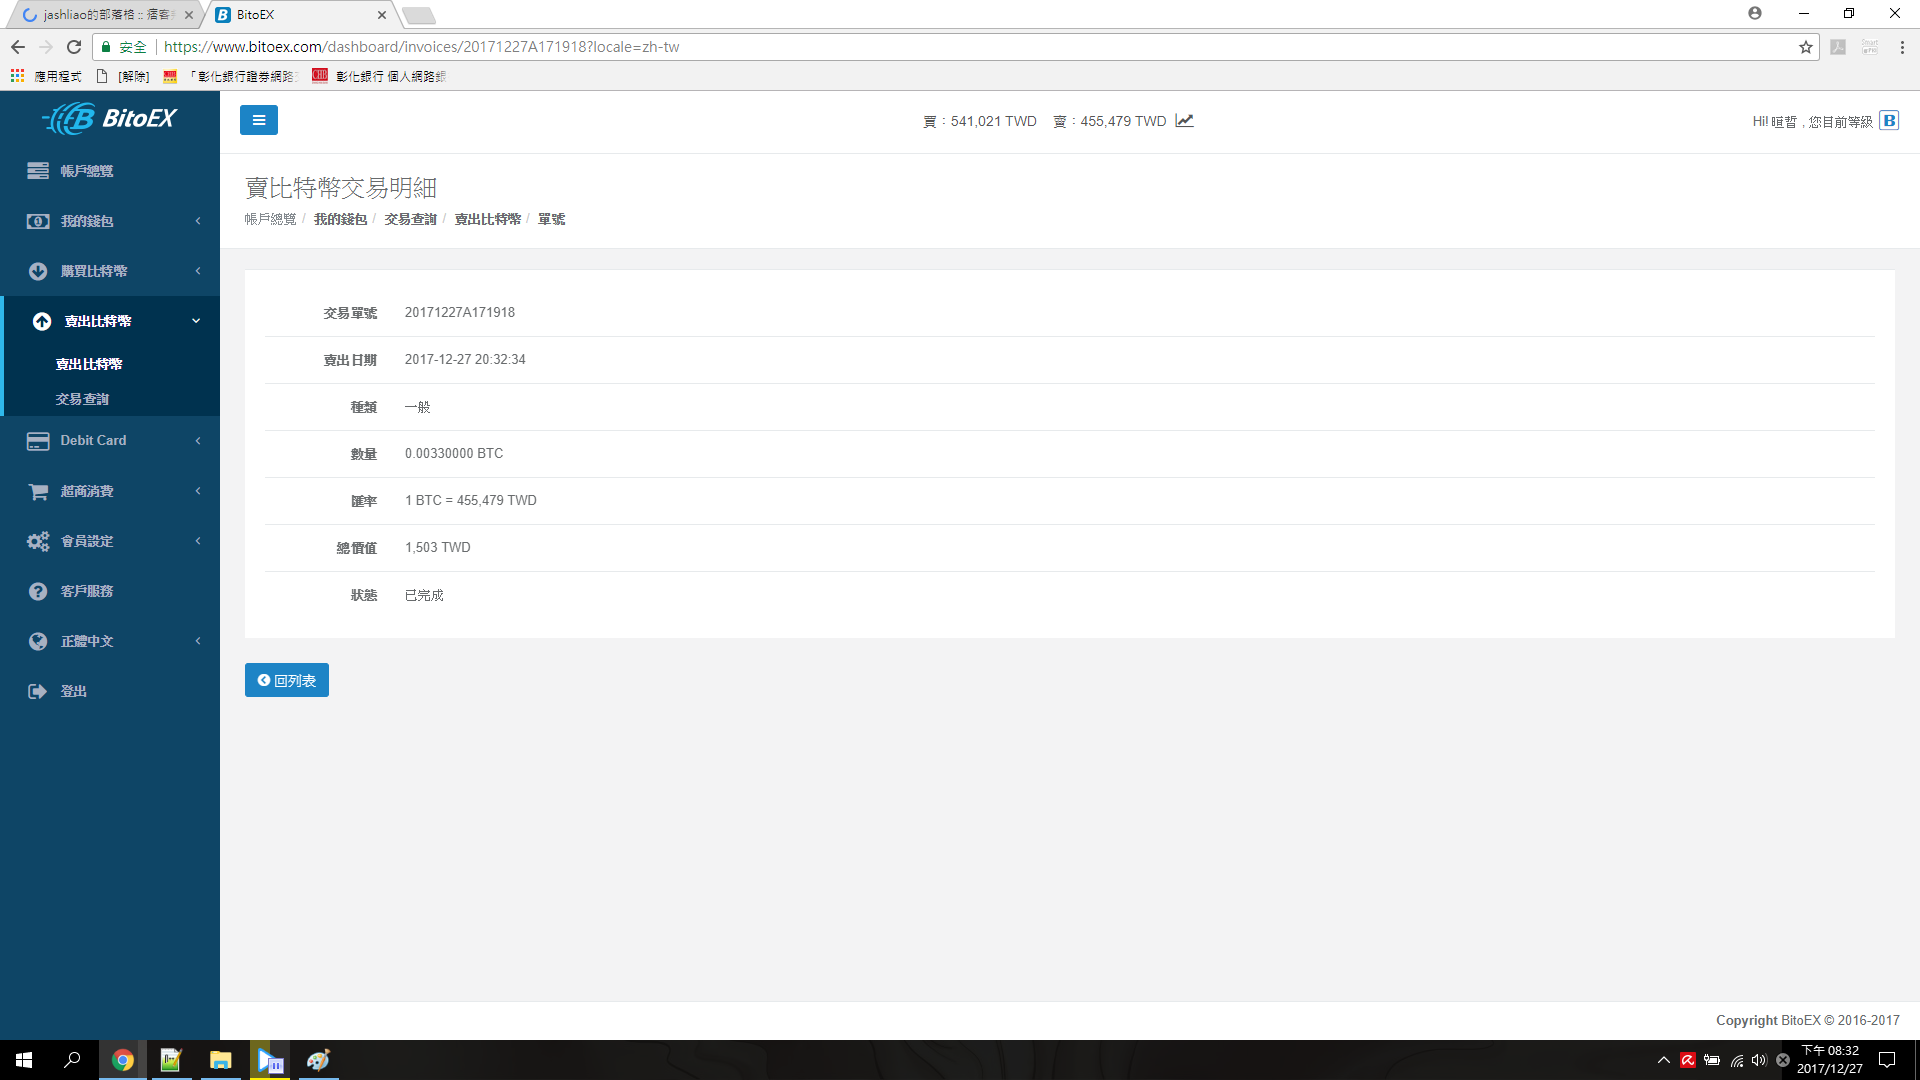 jashliao的部落格 :: 痞客
BitoEX
安全
https://www.bitoex.com/dashboard/invoices/20171227A171918?locale=zh-tw
應用程式
[解除]
「彰化銀行證券網路
彰化銀行 個人網路銀
BitoEX
買：541,021 TWD 賣：455,479 TWD
Hi! 暄晢 , 您目前等級
帳戶總覽
我的錢包
購買比特幣
賣出比特幣
賣出比特幣
交易查詢
Debit Card
超商消費
會員設定
客戶服務
正體中文
登出
賣比特幣交易明細
帳戶總覽 / 我的錢包 / 交易查詢 / 賣出比特幣 / 單號
交易單號 20171227A171918
賣出日期 2017-12-27 20:32:34
種類 一般
數量 0.00330000 BTC
匯率 1 BTC = 455,479 TWD
總價值 1,503 TWD
狀態 已完成
回列表
Copyright BitoEX © 2016-2017
下午 08:32
2017/12/27